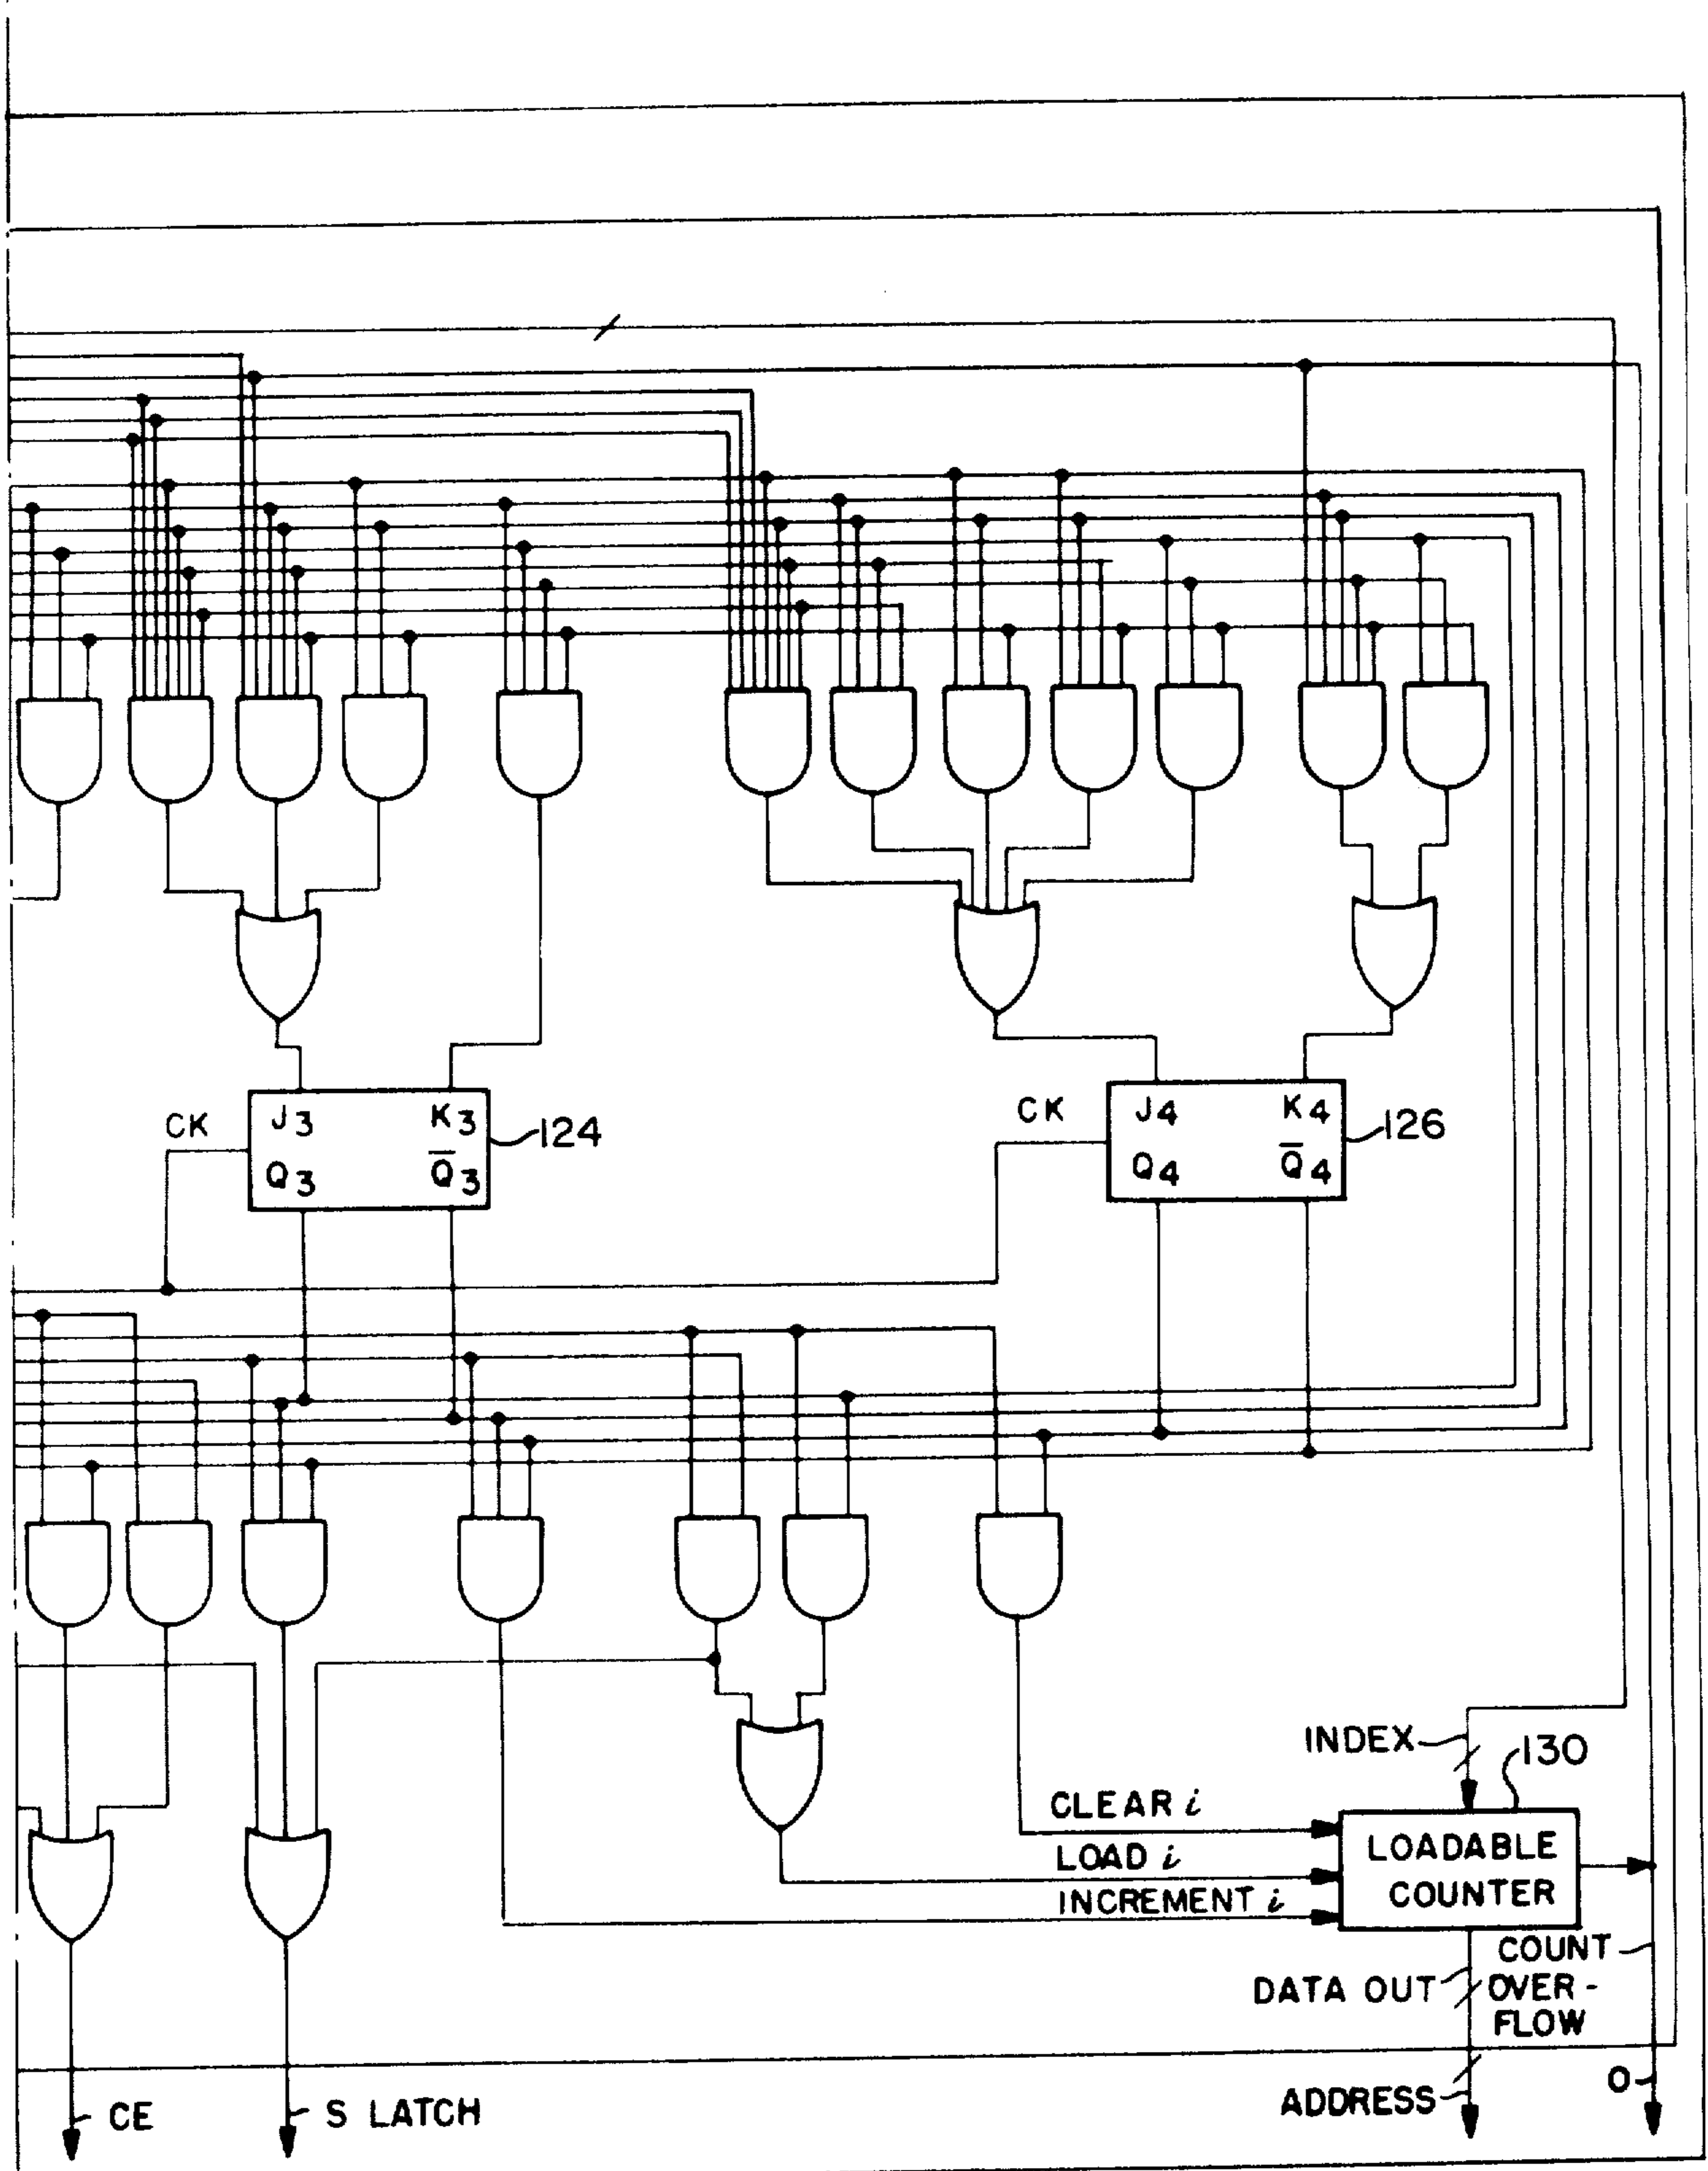 CK
J3 K3
Q3 Q̅3
124
CK
J4 K4
Q4 Q̅4
126
INDEX
130
CLEAR i
LOAD i
INCREMENT i
LOADABLE
COUNTER
DATA OUT
COUNT
OVER-
FLOW
CE
S LATCH
ADDRESS
O